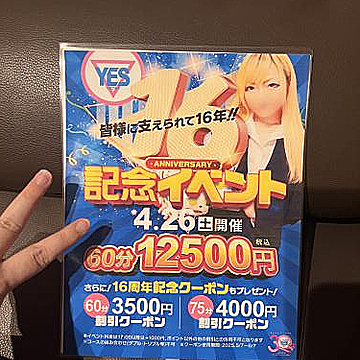 YES
16
皆様に支えられて16年!!
ANNIVERSARY
記念イベント
4.26土開催
60分12500円税込
さらに!16周年記念クーポンもプレゼント!
60分 3500円割引クーポン
75分 4000円割引クーポン